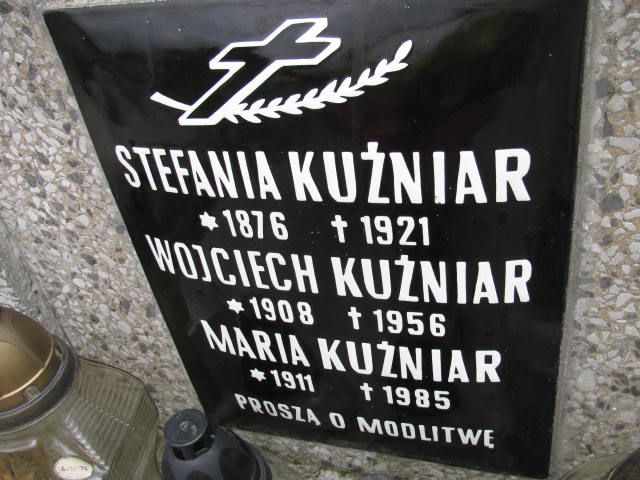 STEFANIA KUŹNIAR
* 1876 † 1921
WOJCIECH KUŹNIAR
* 1908 † 1956
MARIA KUŹNIAR
* 1911 † 1985
PROSZĄ O MODLITWĘ